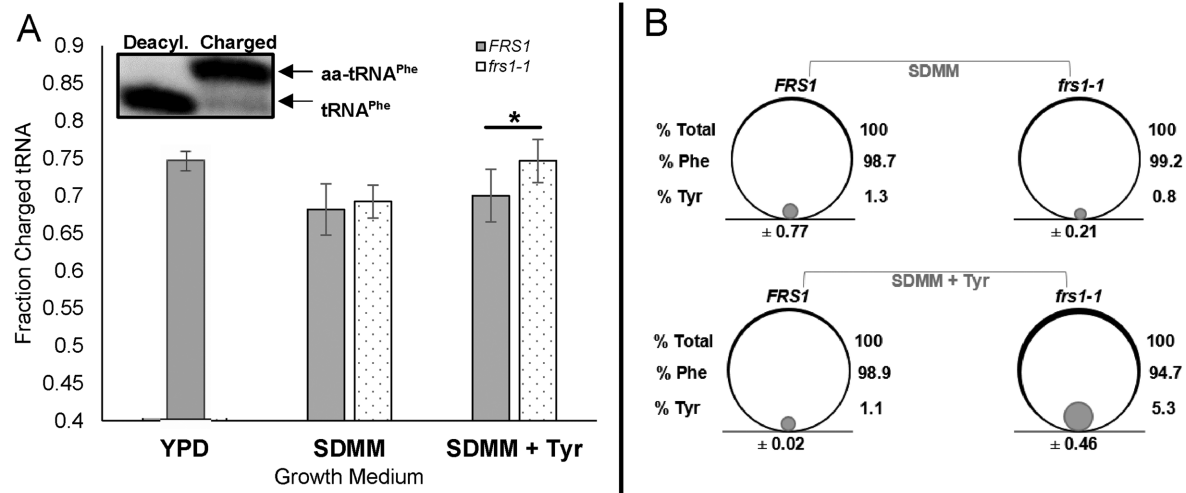 A
Fraction Charged tRNA
0.9
0.85
0.8
0.75
0.7
0.65
0.6
0.55
0.5
0.45
0.4
Deacyl. Charged
aa-tRNAPhe
tRNAPhe
FRS1
frs1-1
*
YPD SDMM SDMM + Tyr
Growth Medium
B
SDMM
FRS1 frs1-1
% Total 100 100
% Phe 98.7 99.2
% Tyr 1.3 0.8
± 0.77 ± 0.21
SDMM + Tyr
FRS1 frs1-1
% Total 100 100
% Phe 98.9 94.7
% Tyr 1.1 5.3
± 0.02 ± 0.46